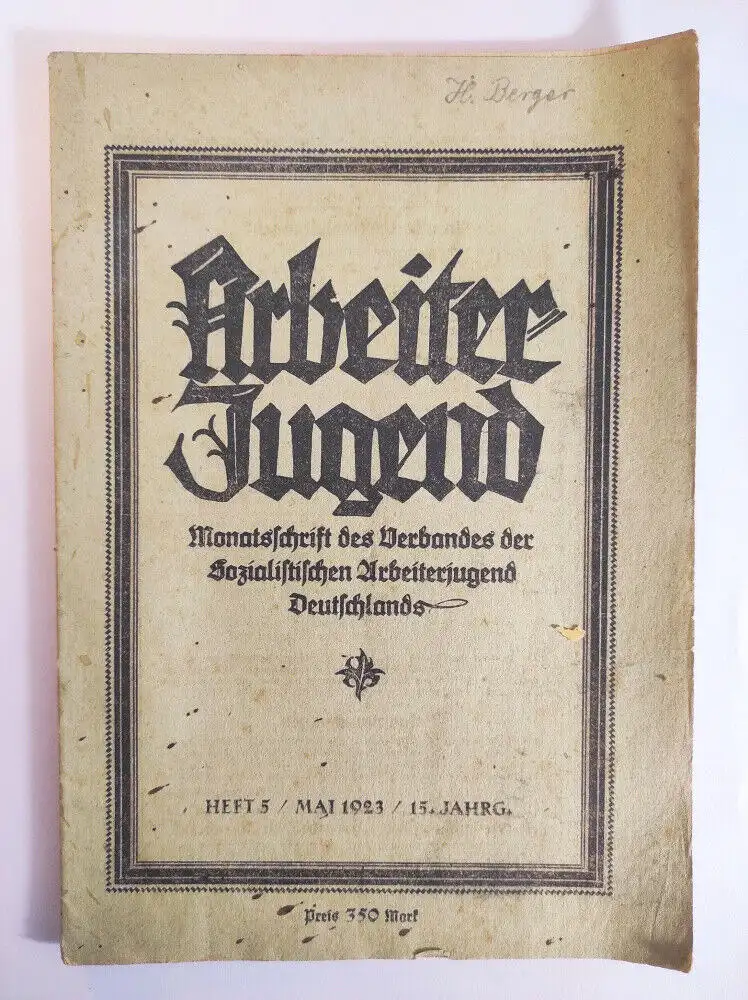 H. Berger
Arbeiter
Jugend
Monatsschrift des Verbandes der
Sozialistischen Arbeiterjugend
Deutschlands
HEFT 5 / MAI 1923 / 15. JAHRG.
Preis 350 Mark